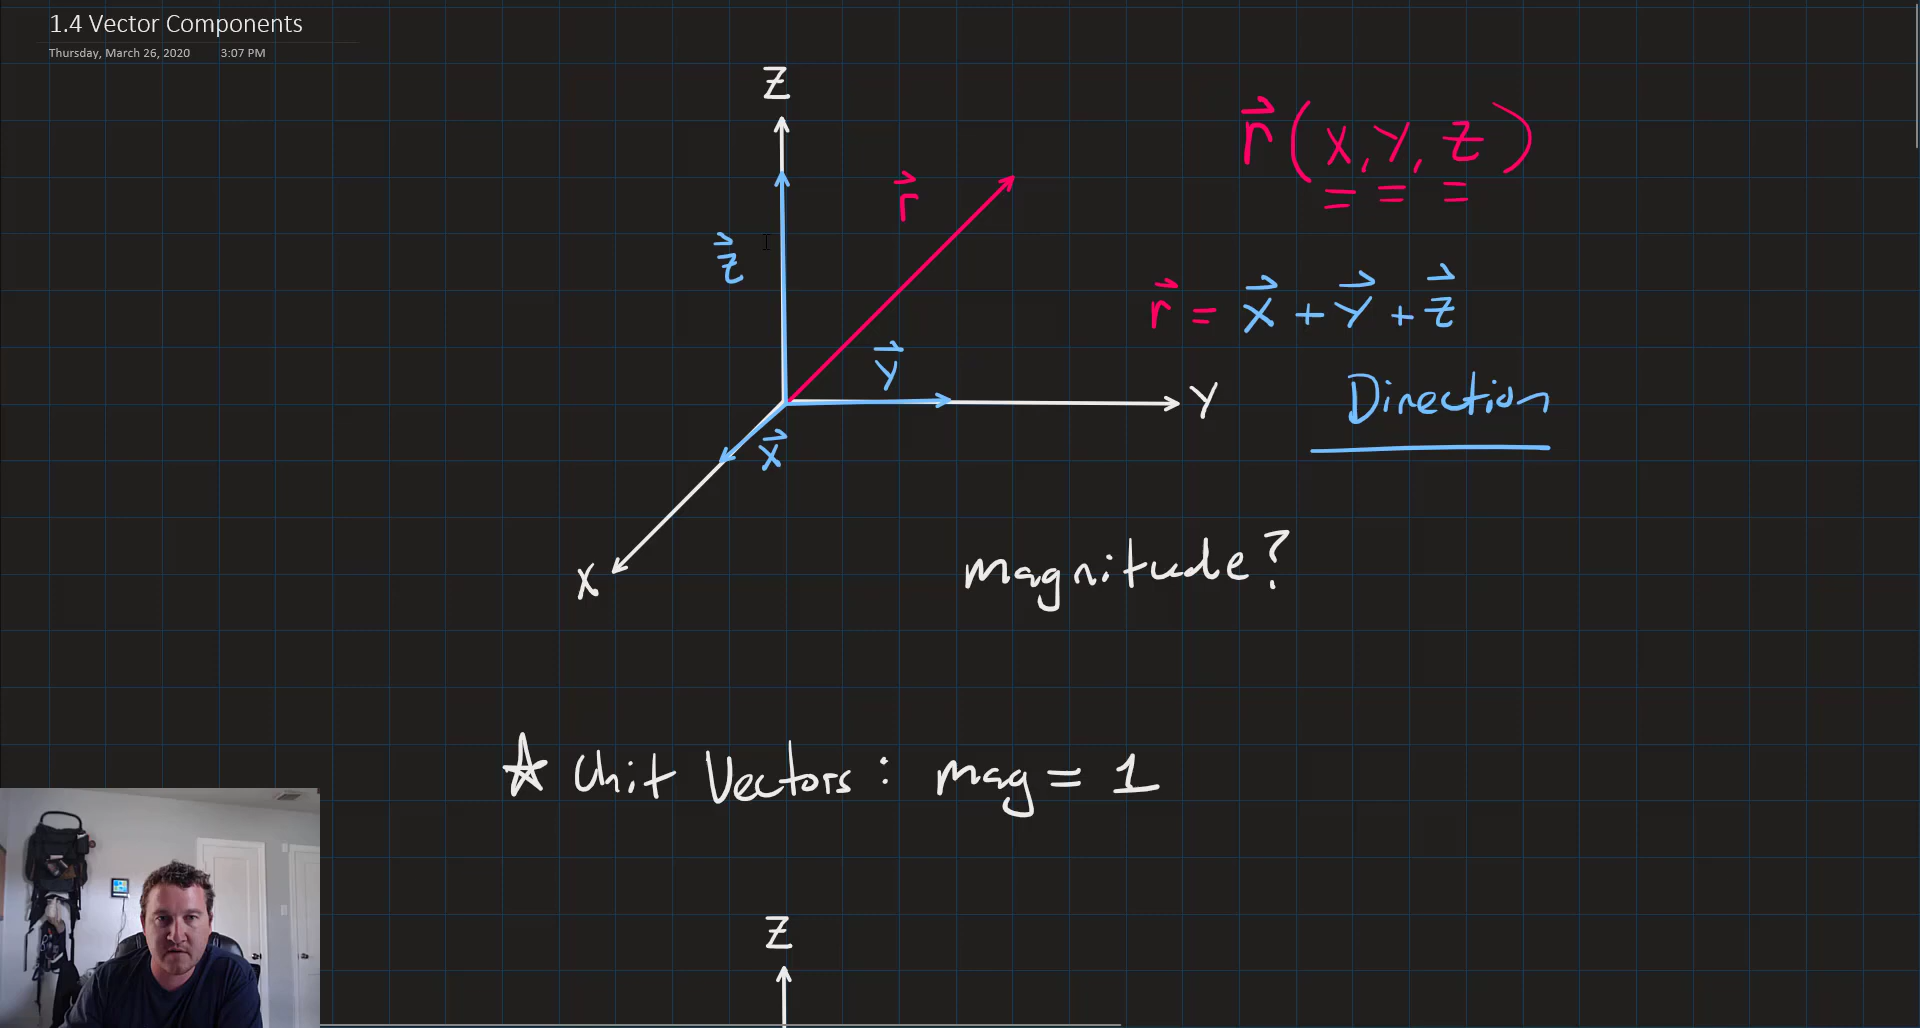 1.4 Vector Components
Thursday, March 26, 2020 3:07 PM
Z
r⃗
r⃗(X, Y, Z)
z⃗
r⃗ = X⃗ + Y⃗ + Z⃗
y⃗
Y
Direction
x⃗
X
magnitude?
☆ Unit Vectors: mag = 1
Z